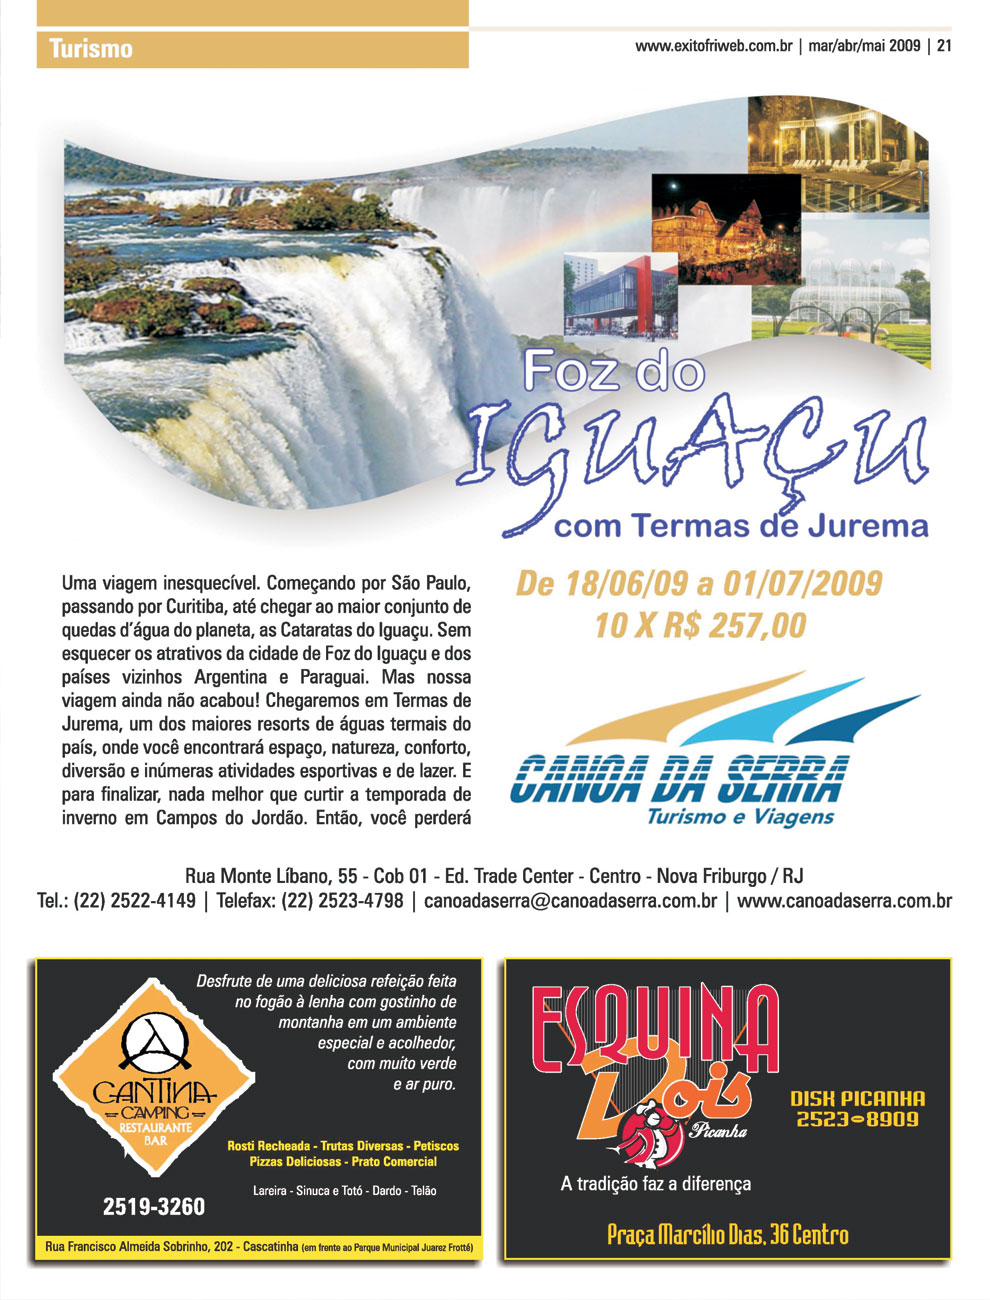 Turismo
www.exitofriweb.com.br | mar/abr/mai 2009 | 21
Foz do
IGUAÇU
com Termas de Jurema
Uma viagem inesquecível. Começando por São Paulo,
passando por Curitiba, até chegar ao maior conjunto de
quedas d'água do planeta, as Cataratas do Iguaçu. Sem
esquecer os atrativos da cidade de Foz do Iguaçu e dos
países vizinhos Argentina e Paraguai. Mas nossa
viagem ainda não acabou! Chegaremos em Termas de
Jurema, um dos maiores resorts de águas termais do
país, onde você encontrará espaço, natureza, conforto,
diversão e inúmeras atividades esportivas e de lazer. E
para finalizar, nada melhor que curtir a temporada de
inverno em Campos do Jordão. Então, você perderá
De 18/06/09 a 01/07/2009
10 X R$ 257,00
CANOA DA SERRA
Turismo e Viagens
Rua Monte Líbano, 55 - Cob 01 - Ed. Trade Center - Centro - Nova Friburgo / RJ
Tel.: (22) 2522-4149 | Telefax: (22) 2523-4798 | canoadaserra@canoadaserra.com.br | www.canoadaserra.com.br
Desfrute de uma deliciosa refeição feita
no fogão à lenha com gostinho de
montanha em um ambiente
especial e acolhedor,
com muito verde
e ar puro.
CANTINA
CAMPING
RESTAURANTE
BAR
Rosti Recheada - Trutas Diversas - Petiscos
Pizzas Deliciosas - Prato Comercial
Lareira - Sinuca e Totó - Dardo - Telão
2519-3260
Rua Francisco Almeida Sobrinho, 202 - Cascatinha (em frente ao Parque Municipal Juarez Frotté)
ESQUINA
Dois
Picanha
DISK PICANHA
2523-8909
A tradição faz a diferença
Praça Marcílio Dias, 36 Centro